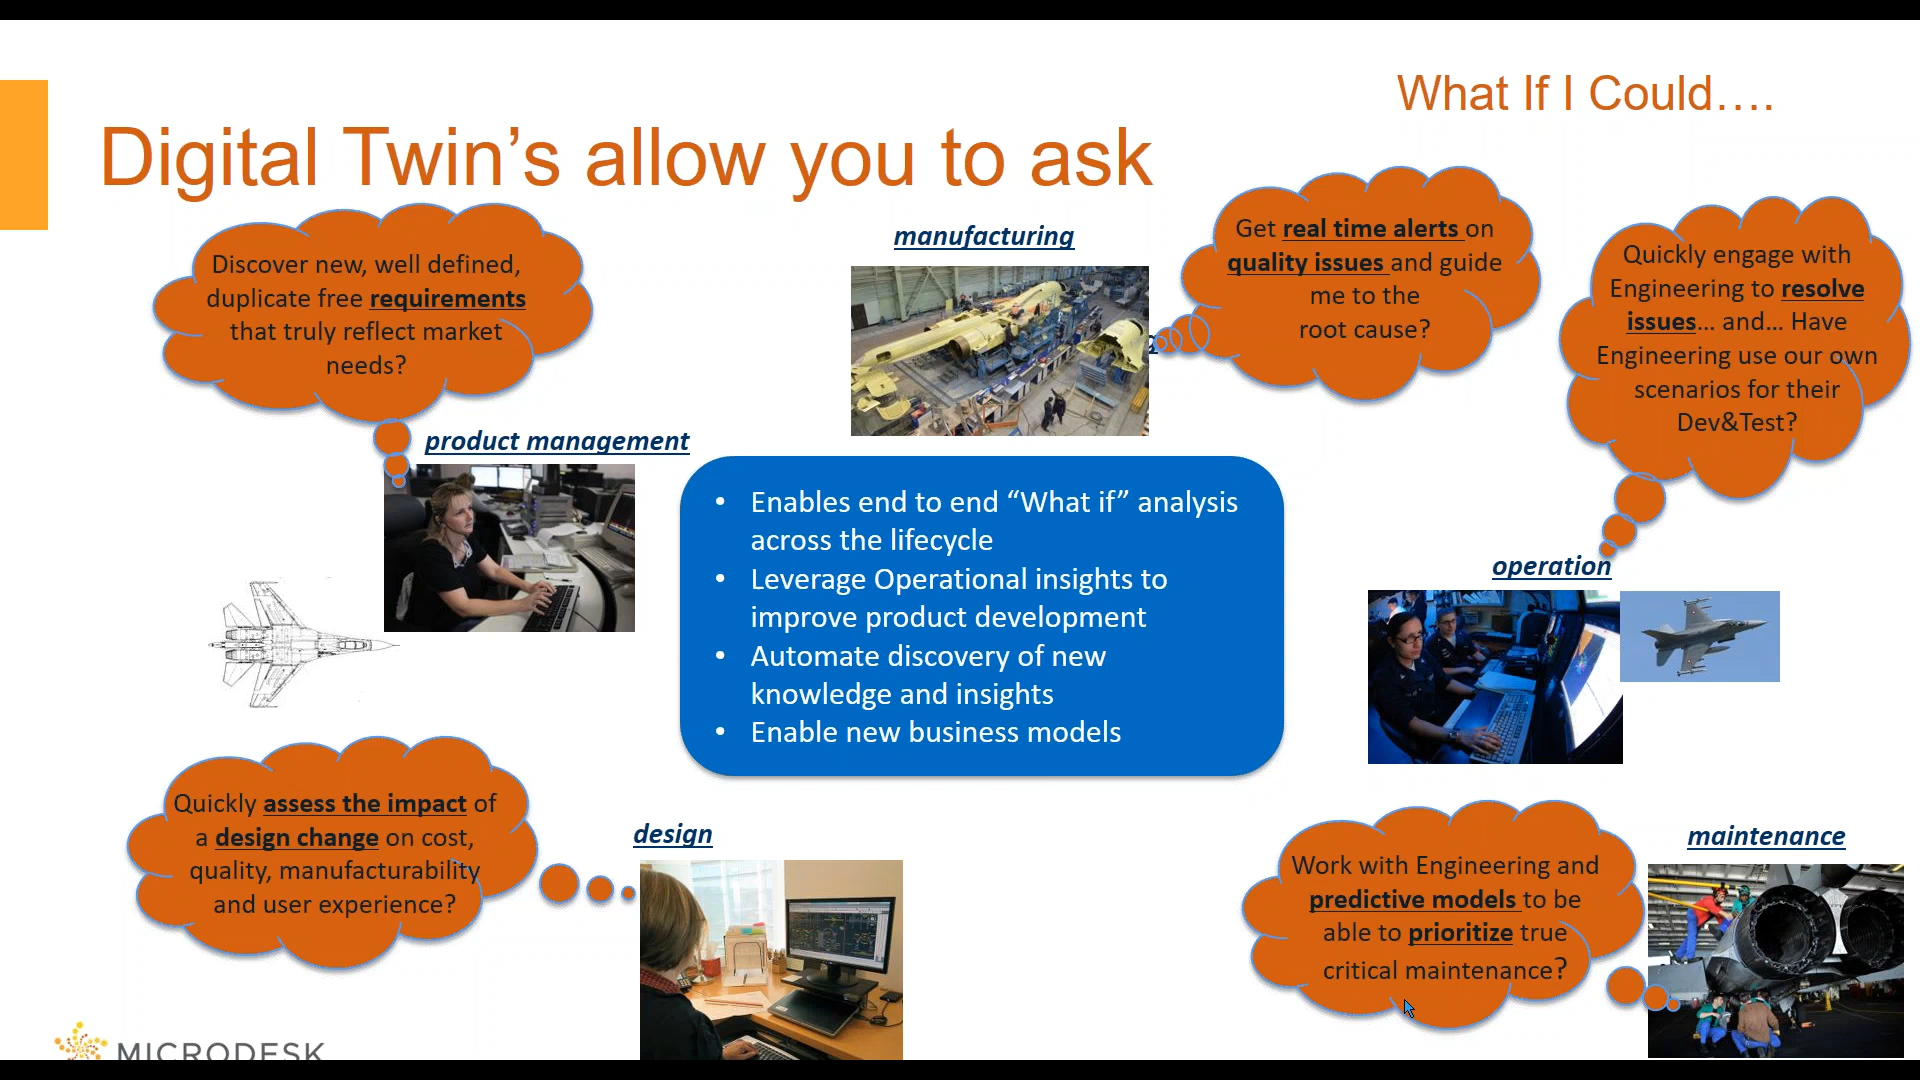 What If I Could….
Digital Twin’s allow you to ask
Discover new, well defined,
duplicate free requirements
that truly reflect market
needs?
manufacturing
Get real time alerts on
quality issues and guide
me to the
root cause?
Quickly engage with
Engineering to resolve
issues… and… Have
Engineering use our own
scenarios for their
Dev&Test?
product management
• Enables end to end “What if” analysis
across the lifecycle
• Leverage Operational insights to
improve product development
• Automate discovery of new
knowledge and insights
• Enable new business models
operation
Quickly assess the impact of
a design change on cost,
quality, manufacturability
and user experience?
design
Work with Engineering and
predictive models to be
able to prioritize true
critical maintenance?
maintenance
MICRODESK